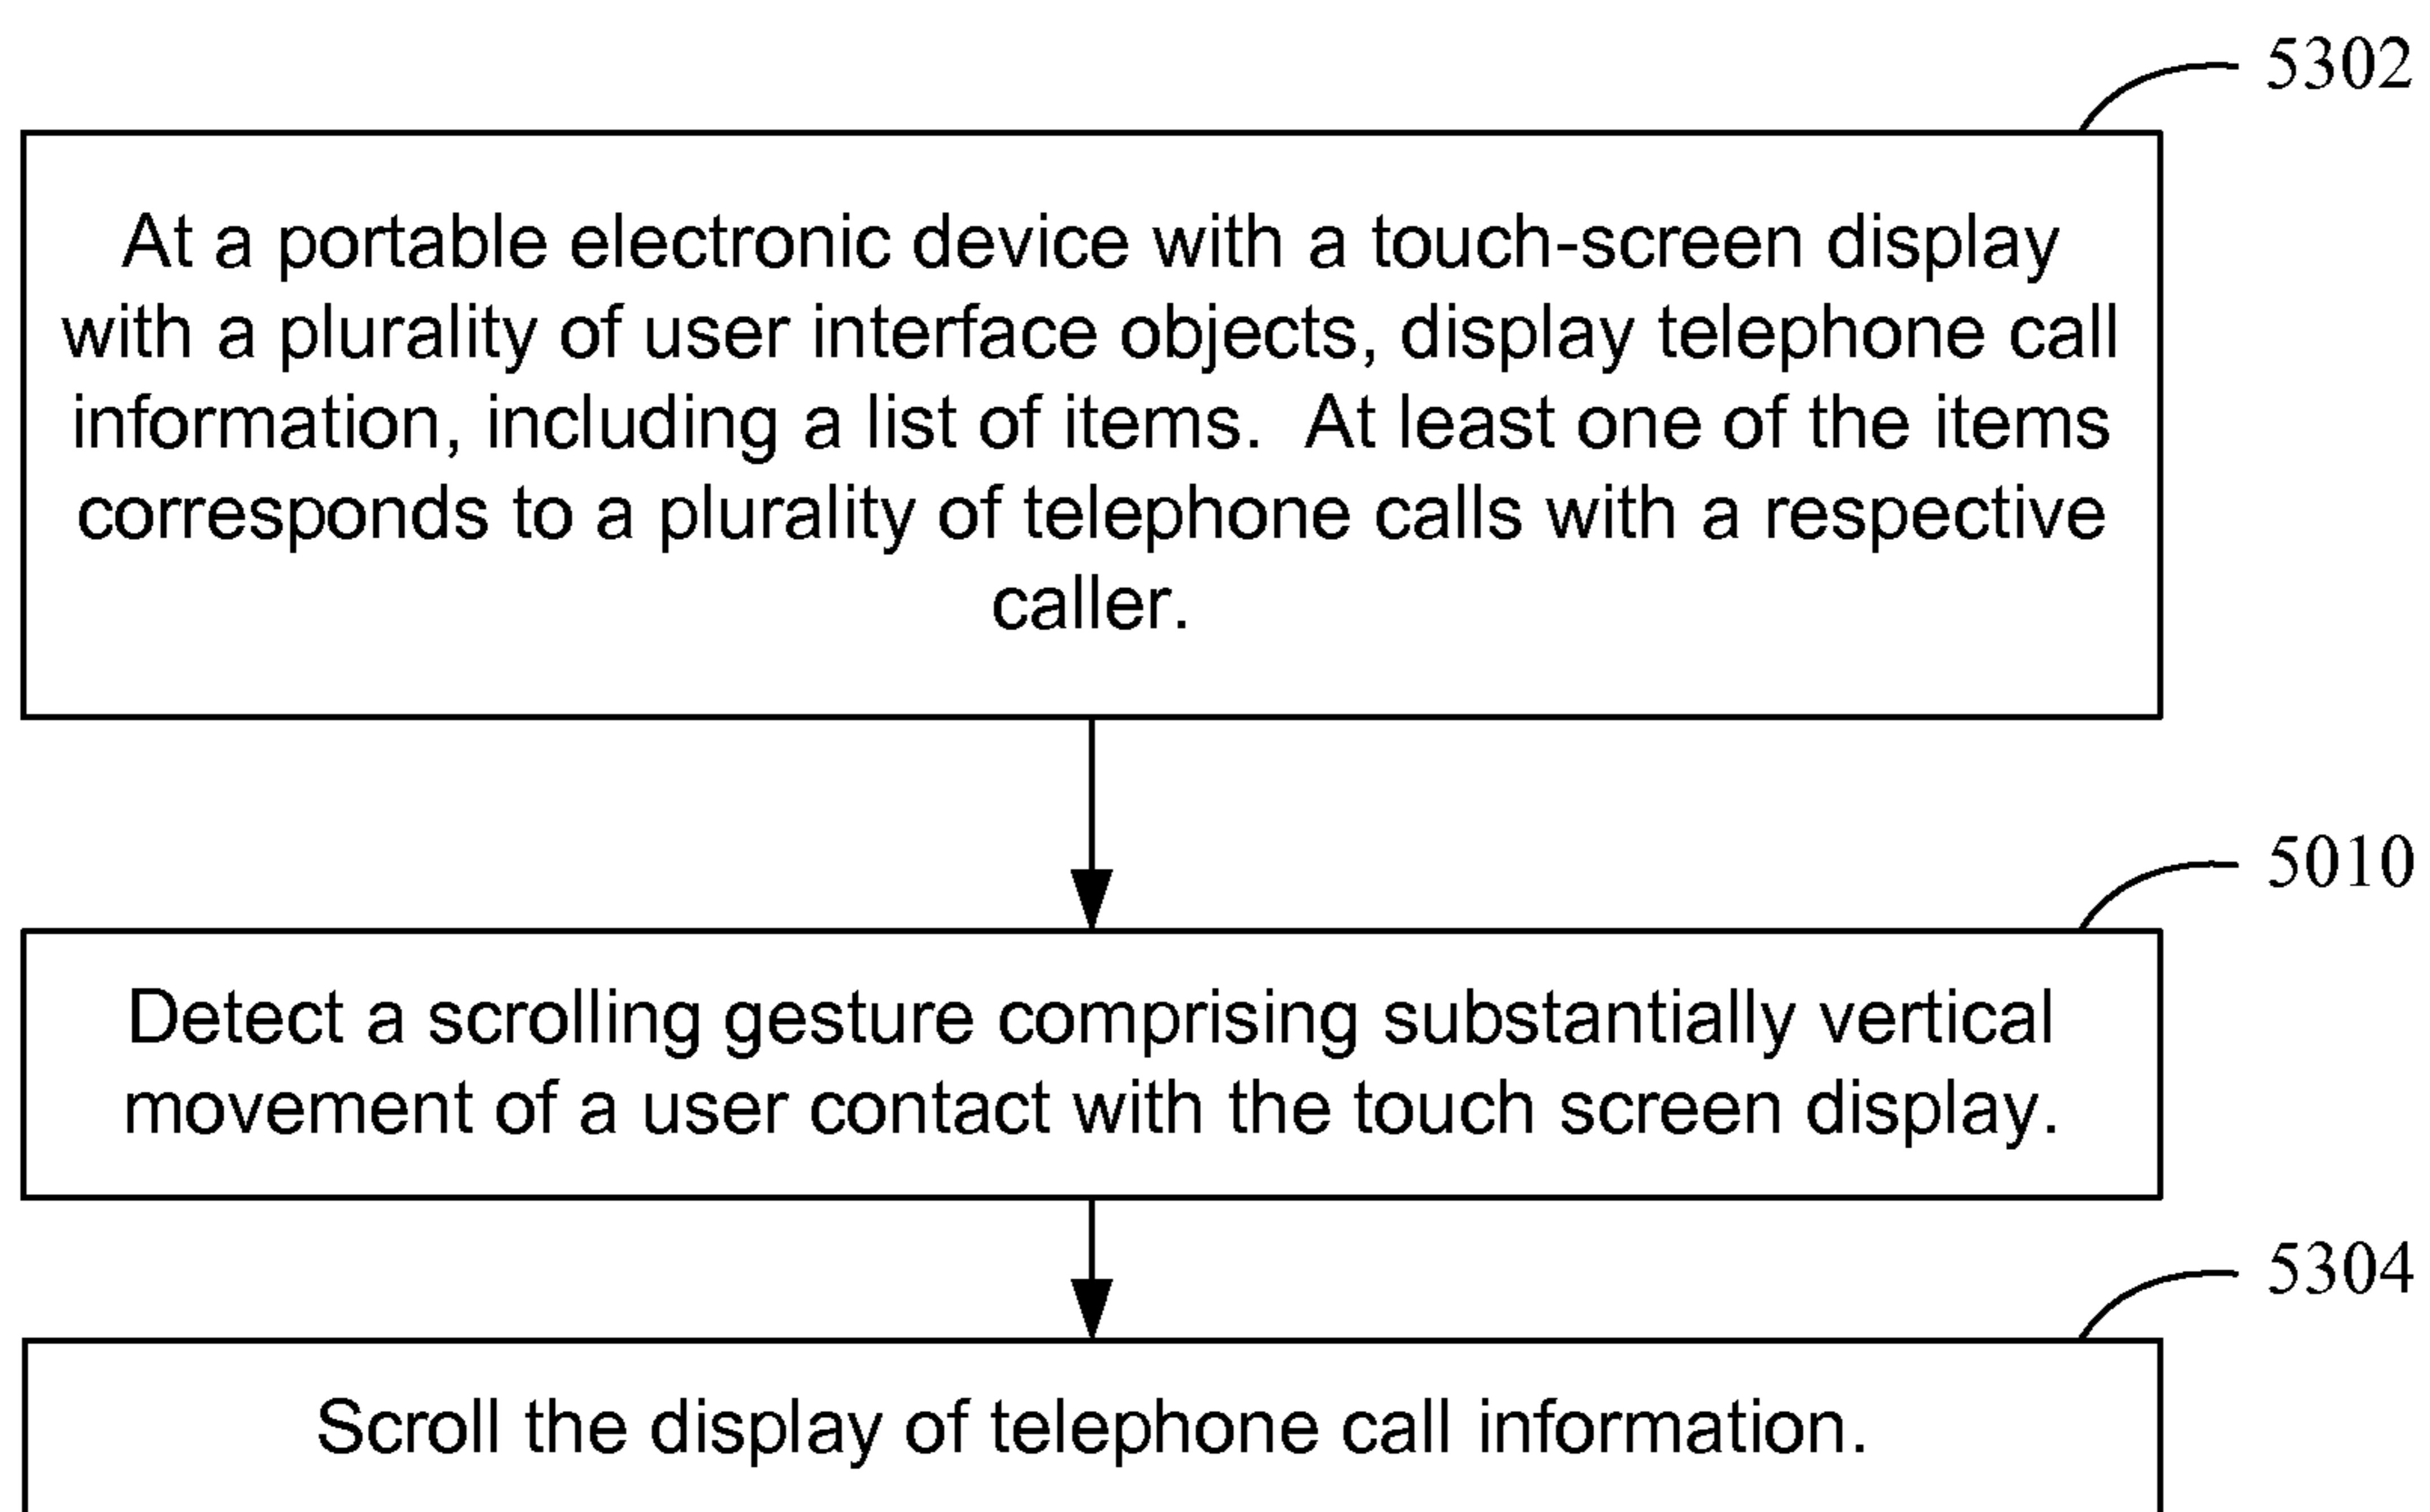 5302
At a portable electronic device with a touch-screen display
with a plurality of user interface objects, display telephone call
information, including a list of items.  At least one of the items
corresponds to a plurality of telephone calls with a respective
caller.
5010
Detect a scrolling gesture comprising substantially vertical
movement of a user contact with the touch screen display.
5304
Scroll the display of telephone call information.